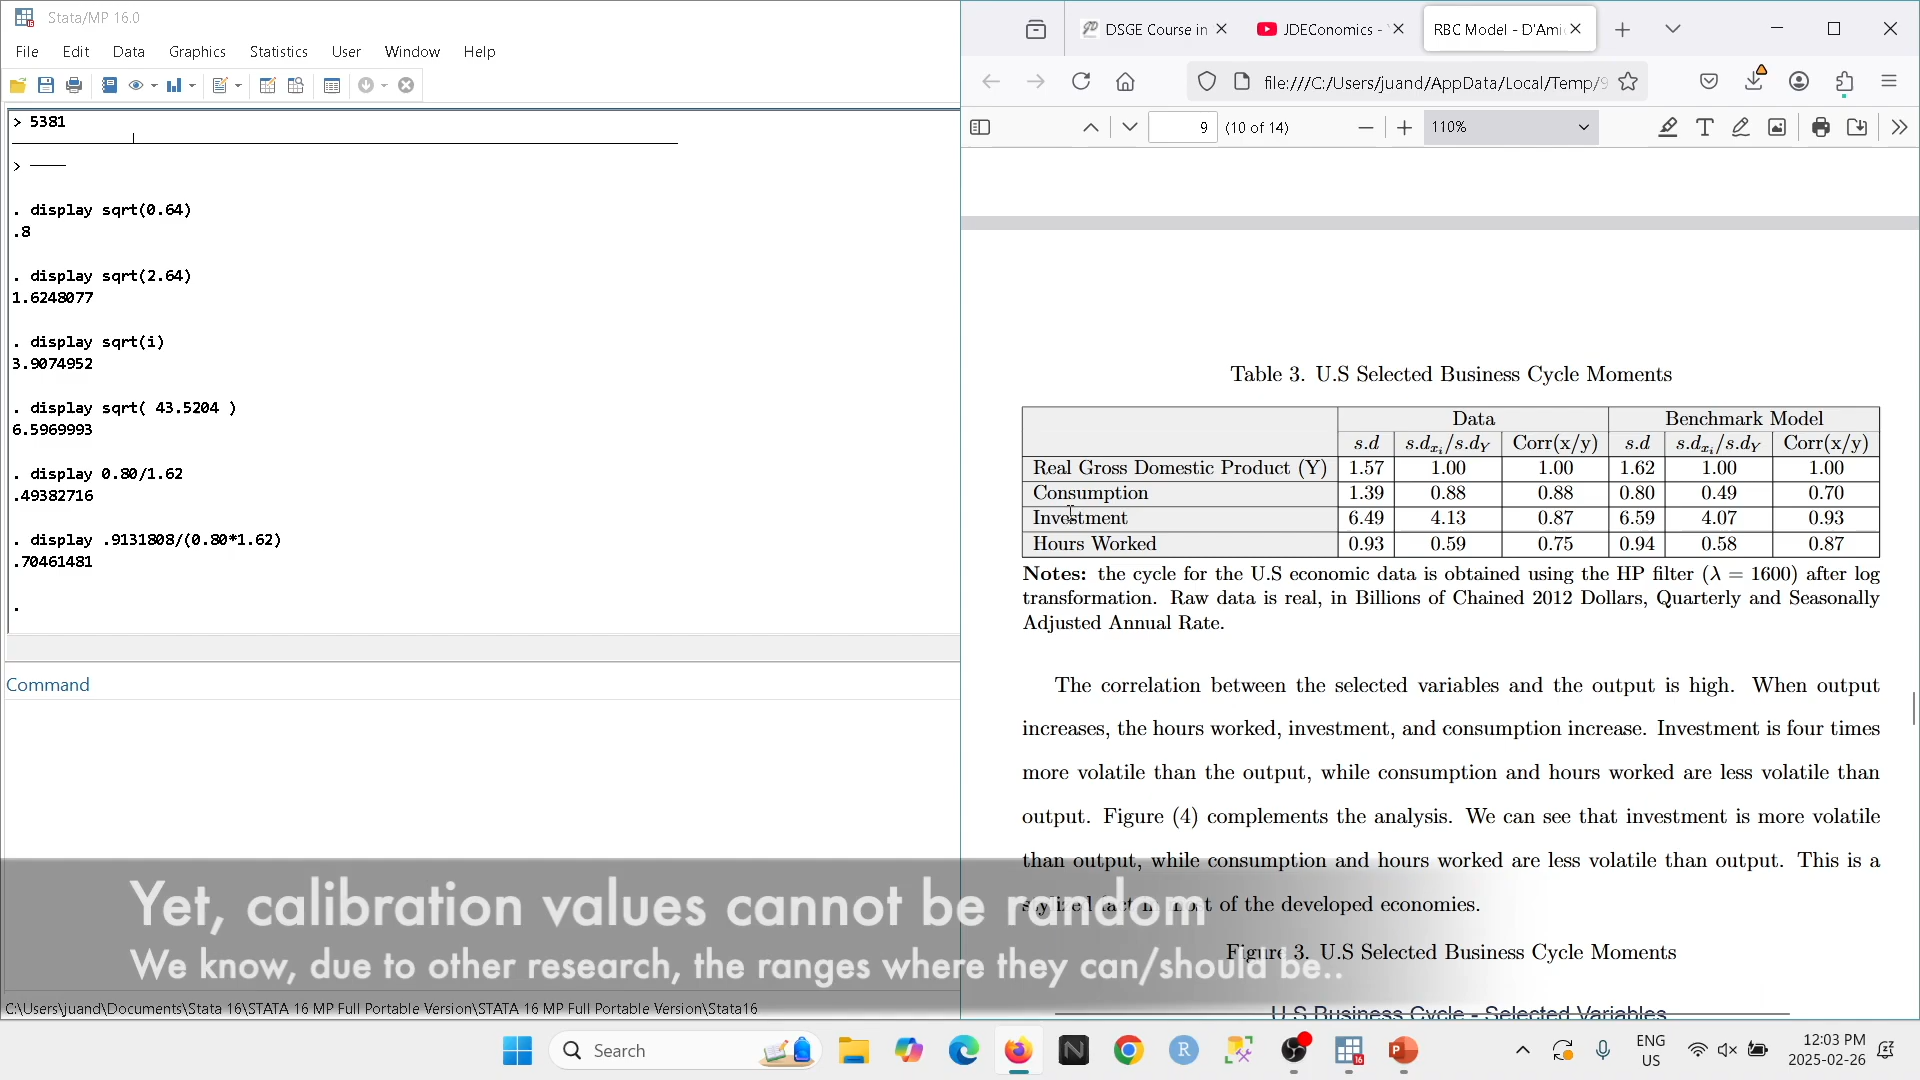 Stata/MP 16.0
File Edit Data Graphics Statistics User Window Help
> 5381
>
. display sqrt(0.64)
.8
. display sqrt(2.64)
1.6248077
. display sqrt(i)
3.9074952
. display sqrt( 43.5204 )
6.5969993
. display 0.80/1.62
.49382716
. display .9131808/(0.80*1.62)
.70461481
.
Command
C:\Users\juand\Documents\Stata 16\STATA 16 MP Full Portable Version\STATA 16 MP Full Portable Version\Stata16
DSGE Course in JDEConomics - RBC Model - D'Ami
file:///C:/Users/juand/AppData/Local/Temp/9
9 (10 of 14) 110%
Table 3. U.S Selected Business Cycle Moments
Data Benchmark Model
s.d s.d_{x_i}/s.d_Y Corr(x/y) s.d s.d_{x_i}/s.d_Y Corr(x/y)
Real Gross Domestic Product (Y) 1.57 1.00 1.00 1.62 1.00 1.00
Consumption 1.39 0.88 0.88 0.80 0.49 0.70
Investment 6.49 4.13 0.87 6.59 4.07 0.93
Hours Worked 0.93 0.59 0.75 0.94 0.58 0.87
Notes: the cycle for the U.S economic data is obtained using the HP filter (λ = 1600) after log
transformation. Raw data is real, in Billions of Chained 2012 Dollars, Quarterly and Seasonally
Adjusted Annual Rate.
The correlation between the selected variables and the output is high. When output
increases, the hours worked, investment, and consumption increase. Investment is four times
more volatile than the output, while consumption and hours worked are less volatile than
output. Figure (4) complements the analysis. We can see that investment is more volatile
than output, while consumption and hours worked are less volatile than output. This is a
of the developed economies.
Figure 3. U.S Selected Business Cycle Moments
U.S Business Cycle - Selected Variables
Yet, calibration values cannot be random
We know, due to other research, the ranges where they can/should be..
Search
ENG
US
12:03 PM
2025-02-26